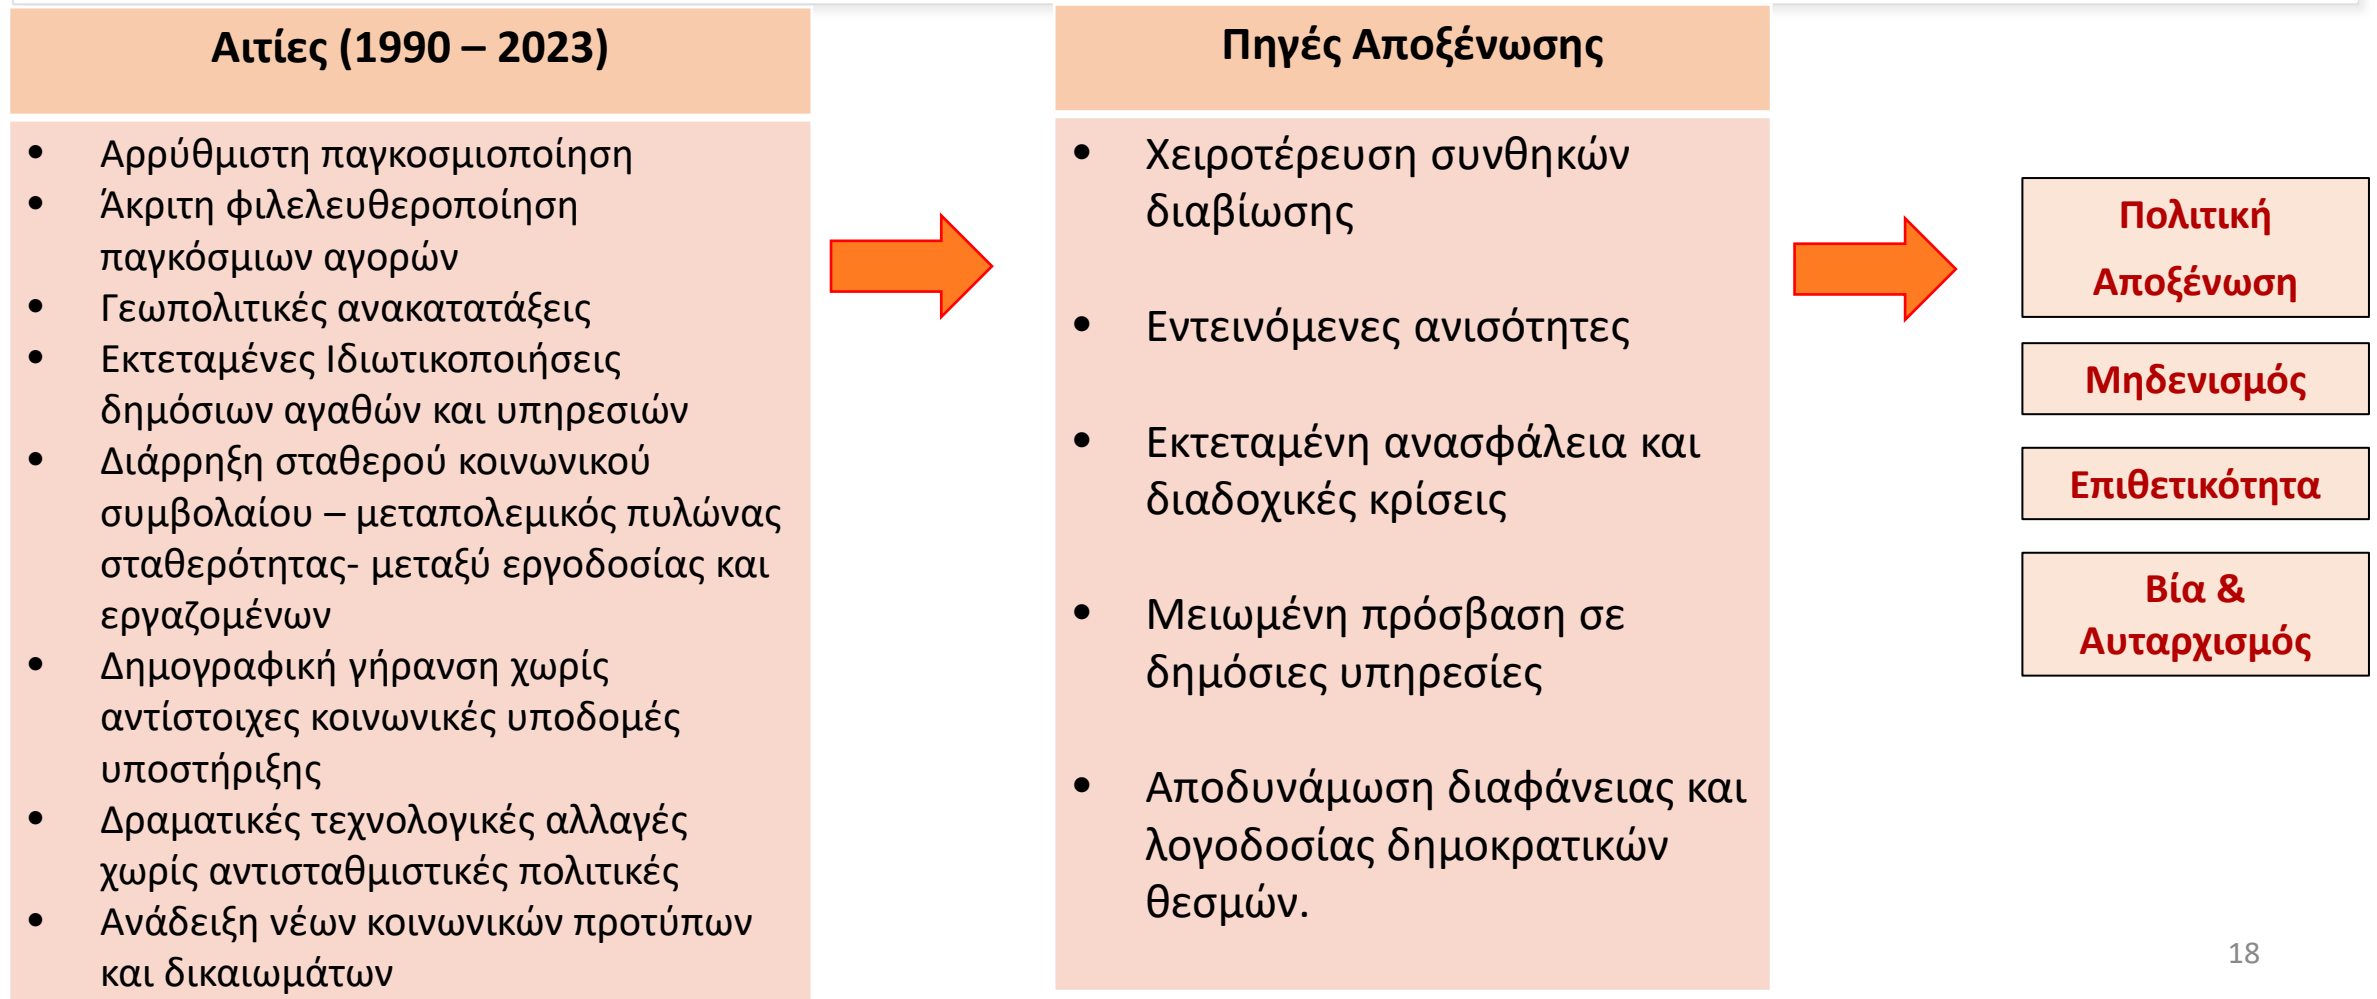 Αιτίες (1990 – 2023)
• Αρρύθμιστη παγκοσμιοποίηση
• Άκριτη φιλελευθεροποίηση
παγκόσμιων αγορών
• Γεωπολιτικές ανακατατάξεις
• Εκτεταμένες Ιδιωτικοποιήσεις
δημόσιων αγαθών και υπηρεσιών
• Διάρρηξη σταθερού κοινωνικού
συμβολαίου – μεταπολεμικός πυλώνας
σταθερότητας- μεταξύ εργοδοσίας και
εργαζομένων
• Δημογραφική γήρανση χωρίς
αντίστοιχες κοινωνικές υποδομές
υποστήριξης
• Δραματικές τεχνολογικές αλλαγές
χωρίς αντισταθμιστικές πολιτικές
• Ανάδειξη νέων κοινωνικών προτύπων
και δικαιωμάτων
Πηγές Αποξένωσης
• Χειροτέρευση συνθηκών
διαβίωσης
• Εντεινόμενες ανισότητες
• Εκτεταμένη ανασφάλεια και
διαδοχικές κρίσεις
• Μειωμένη πρόσβαση σε
δημόσιες υπηρεσίες
• Αποδυνάμωση διαφάνειας και
λογοδοσίας δημοκρατικών
θεσμών.
Πολιτική
Αποξένωση
Μηδενισμός
Επιθετικότητα
Βία &
Αυταρχισμός
18